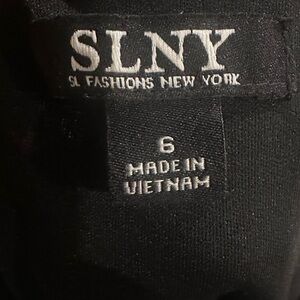 SLNY
SL FASHIONS NEW YORK
6
MADE IN
VIETNAM